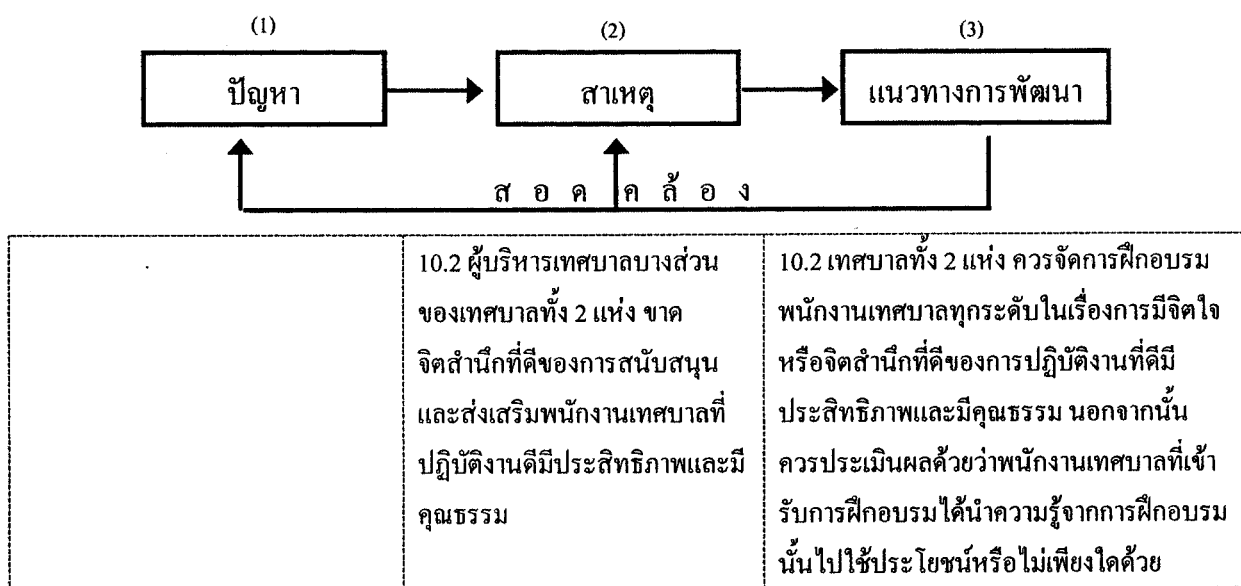 (1) (2) (3)
ปัญหา สาเหตุ แนวทางการพัฒนา
ส อ ด ค ล้ อ ง
10.2 ผู้บริหารเทศบาลบางส่วน
ของเทศบาลทั้ง 2 แห่ง ขาด
จิตสำนึกที่ดีของการสนับสนุน
และส่งเสริมพนักงานเทศบาลที่
ปฏิบัติงานดีมีประสิทธิภาพและมี
คุณธรรม
10.2 เทศบาลทั้ง 2 แห่ง ควรจัดการฝึกอบรม
พนักงานเทศบาลทุกระดับในเรื่องการมีจิตใจ
หรือจิตสำนึกที่ดีของการปฏิบัติงานที่ดีมี
ประสิทธิภาพและมีคุณธรรม นอกจากนั้น
ควรประเมินผลด้วยว่าพนักงานเทศบาลที่เข้า
รับการฝึกอบรมได้นำความรู้จากการฝึกอบรม
นั้นไปใช้ประโยชน์หรือไม่เพียงใดด้วย